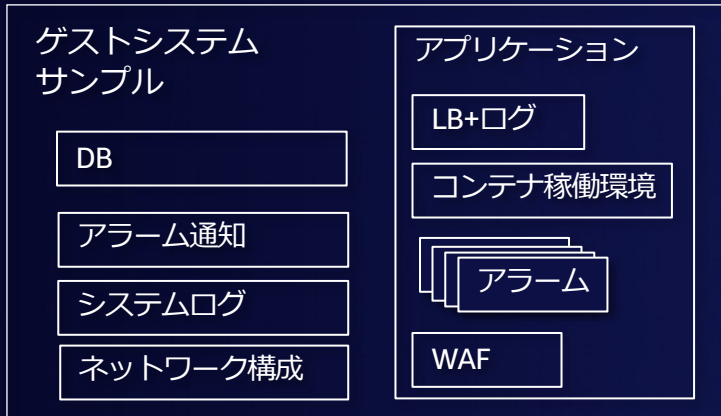 ゲストシステム
サンプル
DB
アラーム通知
システムログ
ネットワーク構成
アプリケーション
LB+ログ
コンテナ稼働環境
アラーム
WAF